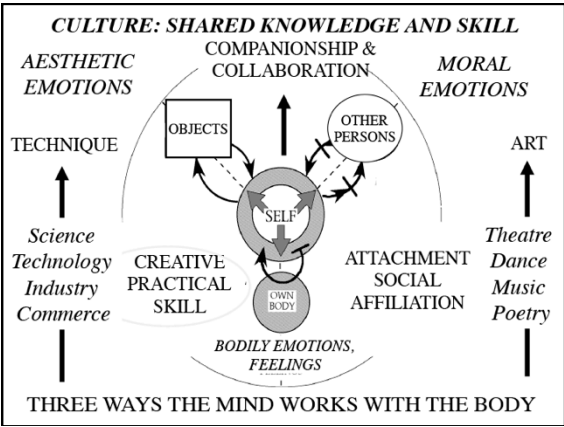 CULTURE: SHARED KNOWLEDGE AND SKILL
AESTHETIC
EMOTIONS
COMPANIONSHIP &
COLLABORATION
MORAL
EMOTIONS
OBJECTS
OTHER
PERSONS
TECHNIQUE
ART
SELF
Science
Technology
Industry
Commerce
CREATIVE
PRACTICAL
SKILL
ATTACHMENT
SOCIAL
AFFILIATION
Theatre
Dance
Music
Poetry
OWN
BODY
BODILY EMOTIONS,
FEELINGS
THREE WAYS THE MIND WORKS WITH THE BODY